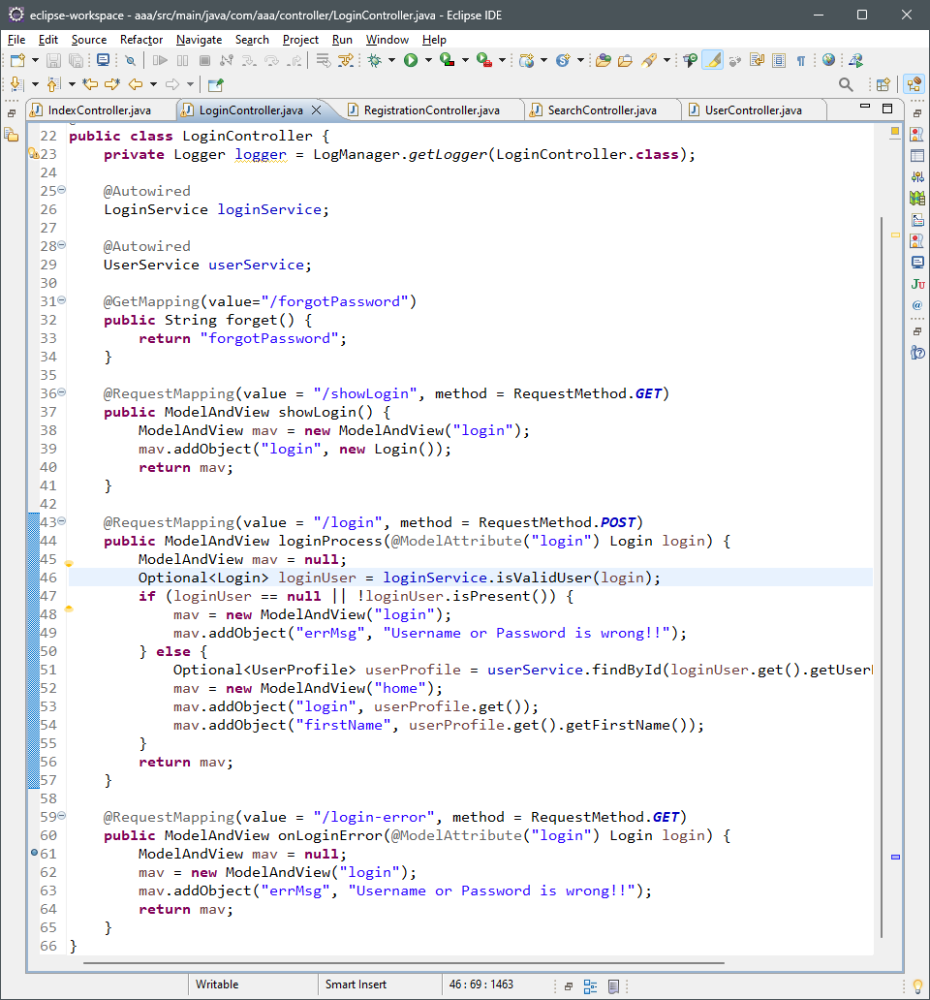 eclipse-workspace - aaa/src/main/java/com/aaa/controller/LoginController.java - Eclipse IDE
File Edit Source Refactor Navigate Search Project Run Window Help
IndexController.java LoginController.java RegistrationController.java SearchController.java UserController.java
22 public class LoginController {
23     private Logger logger = LogManager.getLogger(LoginController.class);
24
25     @Autowired
26     LoginService loginService;
27
28     @Autowired
29     UserService userService;
30
31     @GetMapping(value="/forgotPassword")
32     public String forget() {
33         return "forgotPassword";
34     }
35
36     @RequestMapping(value = "/showLogin", method = RequestMethod.GET)
37     public ModelAndView showLogin() {
38         ModelAndView mav = new ModelAndView("login");
39         mav.addObject("login", new Login());
40         return mav;
41     }
42
43     @RequestMapping(value = "/login", method = RequestMethod.POST)
44     public ModelAndView loginProcess(@ModelAttribute("login") Login login) {
45         ModelAndView mav = null;
46         Optional<Login> loginUser = loginService.isValidUser(login);
47         if (loginUser == null || !loginUser.isPresent()) {
48             mav = new ModelAndView("login");
49             mav.addObject("errMsg", "Username or Password is wrong!!");
50         } else {
51             Optional<UserProfile> userProfile = userService.findById(loginUser.get().getUser
52             mav = new ModelAndView("home");
53             mav.addObject("login", userProfile.get());
54             mav.addObject("firstName", userProfile.get().getFirstName());
55         }
56         return mav;
57     }
58
59     @RequestMapping(value = "/login-error", method = RequestMethod.GET)
60     public ModelAndView onLoginError(@ModelAttribute("login") Login login) {
61         ModelAndView mav = null;
62         mav = new ModelAndView("login");
63         mav.addObject("errMsg", "Username or Password is wrong!!");
64         return mav;
65     }
66 }
Writable Smart Insert 46 : 69 : 1463